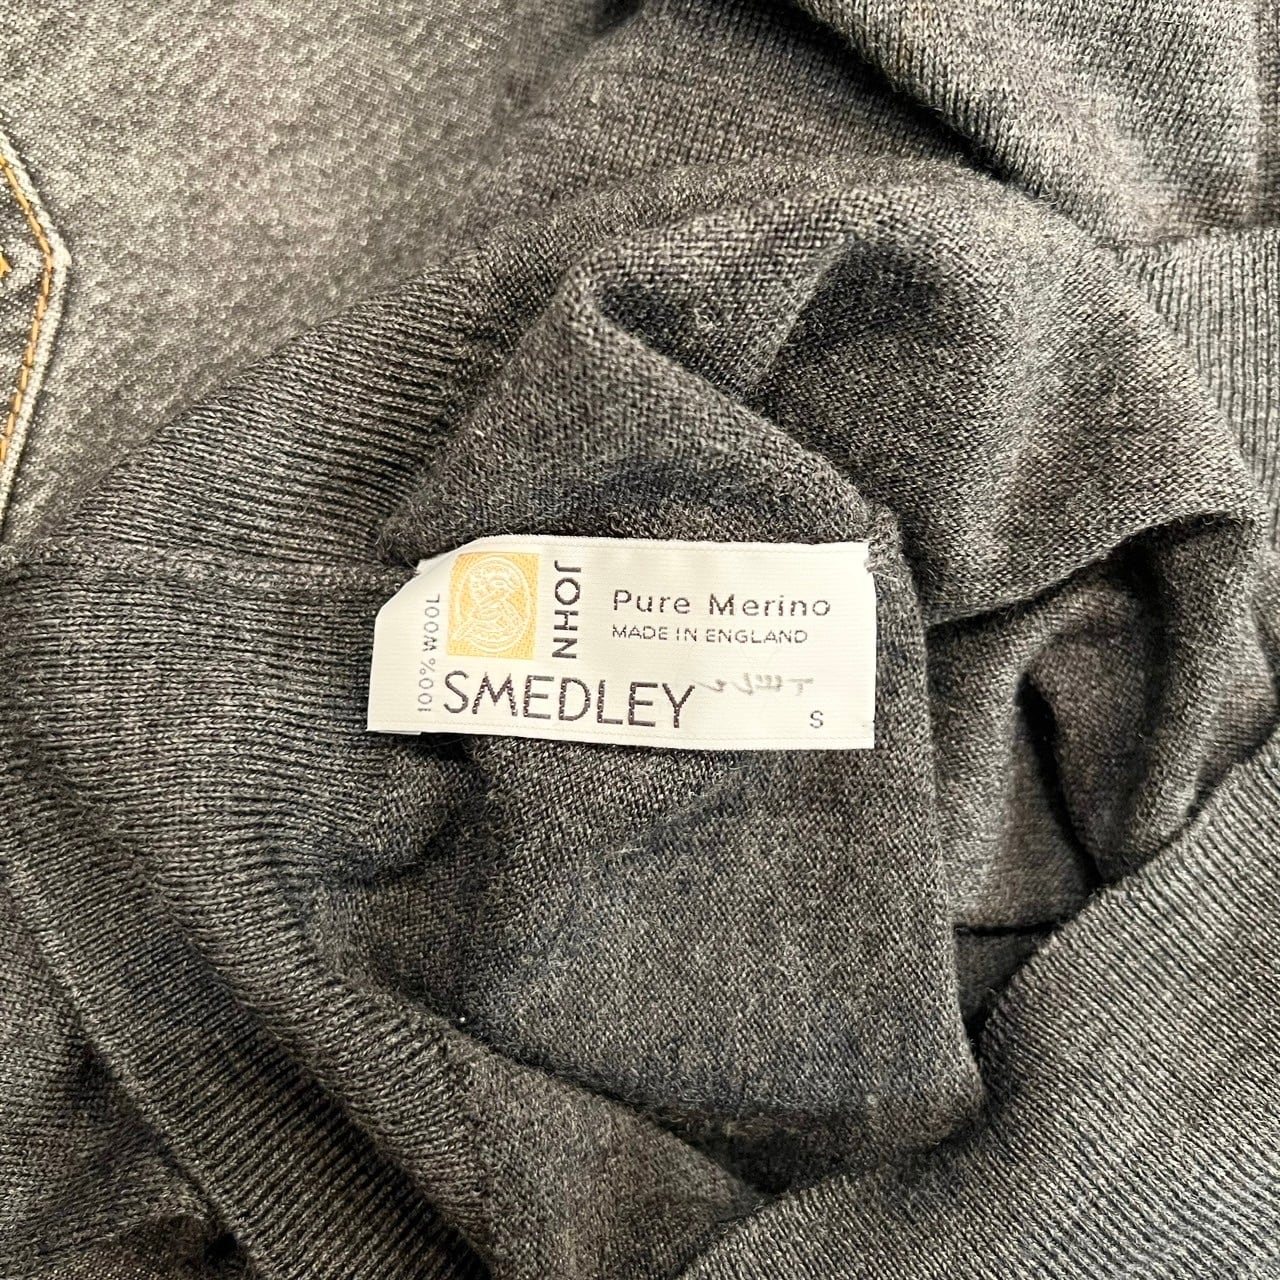 100% WOOL
JOHN
SMEDLEY
Pure Merino
MADE IN ENGLAND
S